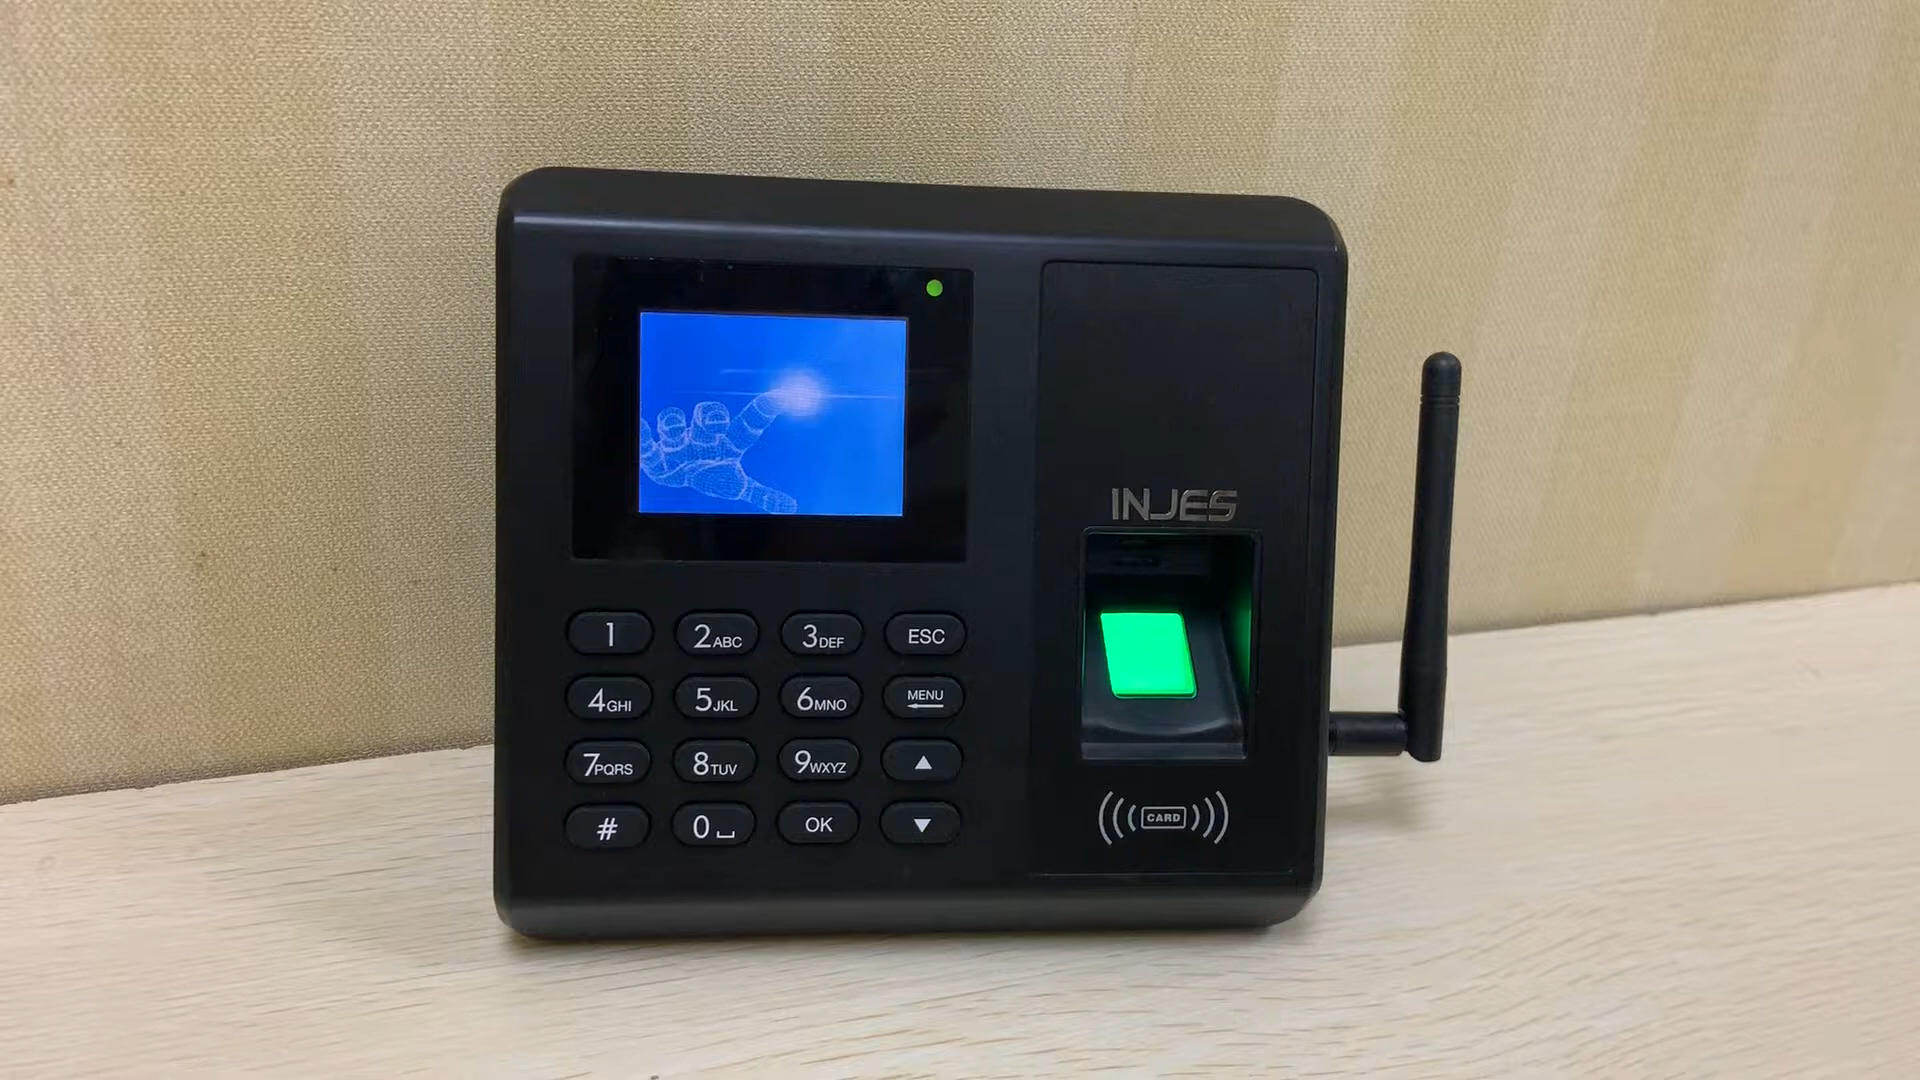 INJES
1 2ABC 3DEF ESC
4GHI 5JKL 6MNO MENU
7PQRS 8TUV 9WXYZ ▲
# 0 OK ▼
CARD